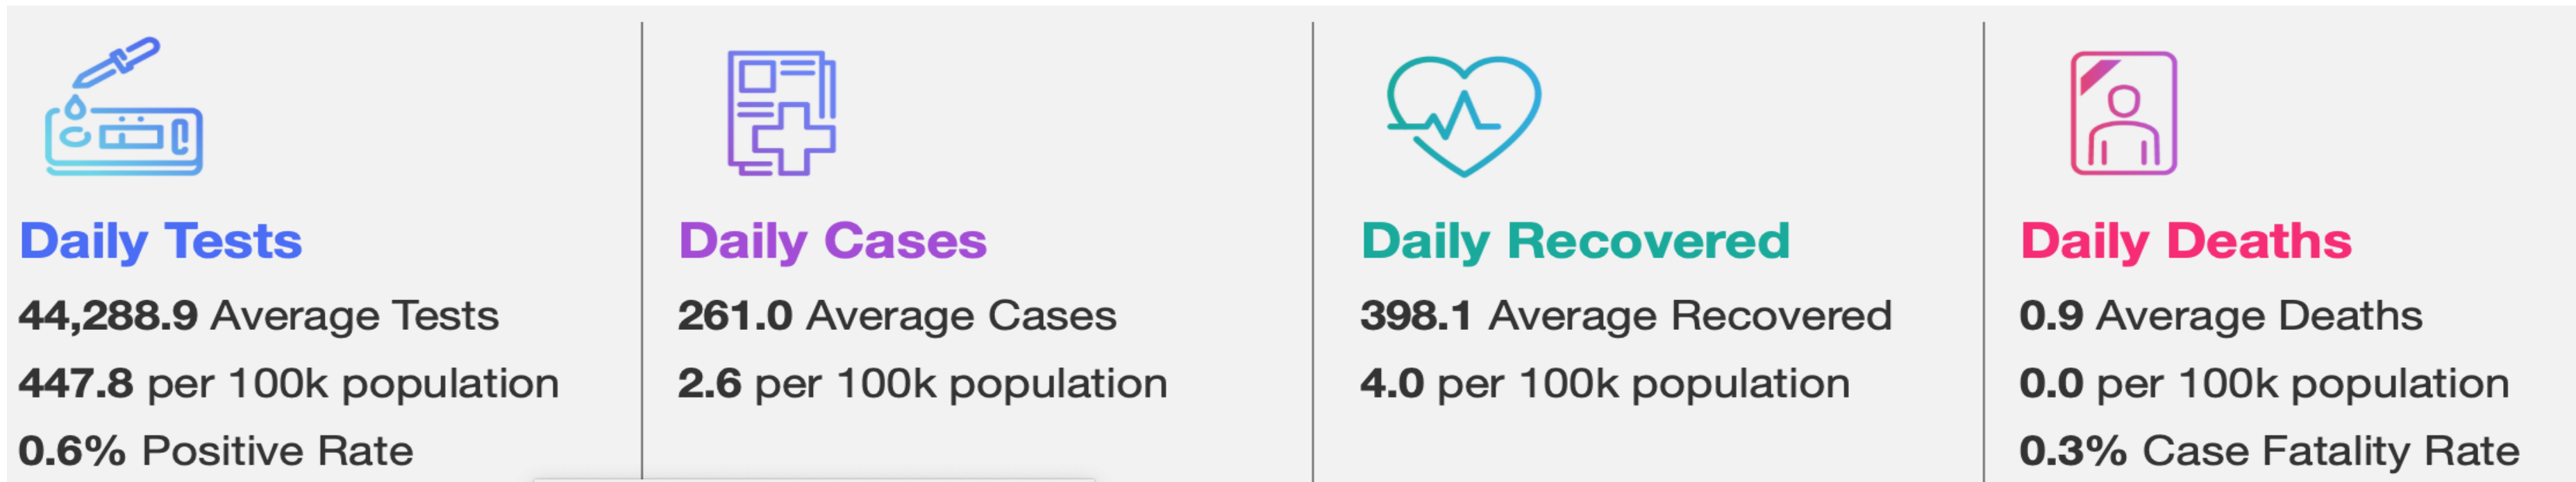 Daily Tests
44,288.9 Average Tests
447.8 per 100k population
0.6% Positive Rate
Daily Cases
261.0 Average Cases
2.6 per 100k population
Daily Recovered
398.1 Average Recovered
4.0 per 100k population
Daily Deaths
0.9 Average Deaths
0.0 per 100k population
0.3% Case Fatality Rate